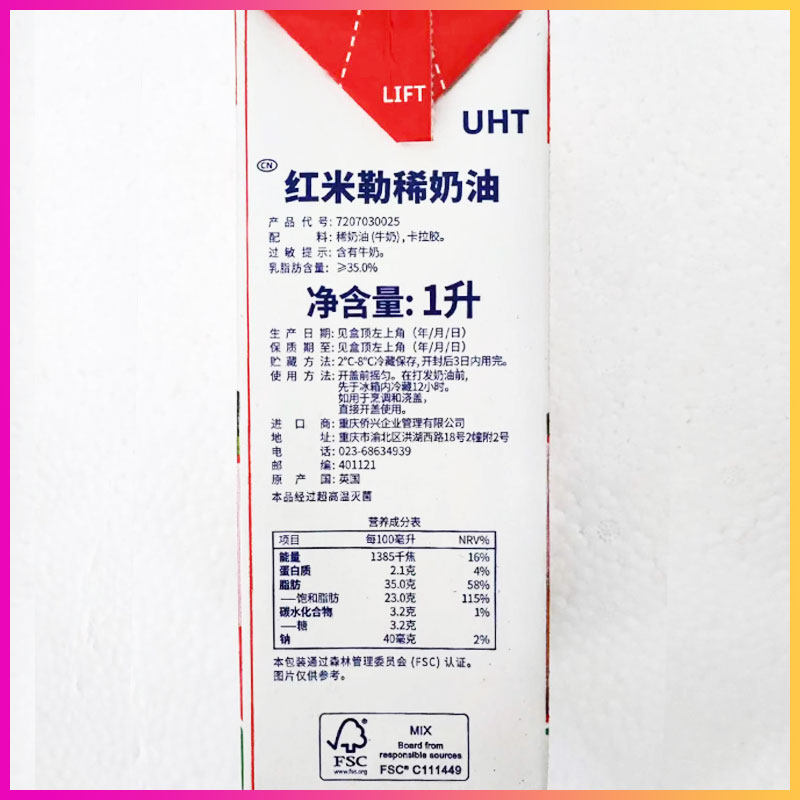 LIFT
UHT
CN
红米勒稀奶油
产品代号: 7207030025
配料: 稀奶油(牛奶), 卡拉胶。
过敏提示: 含有牛奶。
乳脂肪含量: ≥35.0%
净含量: 1升
生产日期: 见盒顶左上角 (年/月/日)
保质期至: 见盒顶左上角 (年/月/日)
贮藏方法: 2°C-8°C冷藏保存, 开封后3日内用完。
使用方法: 开盖前摇匀。在打发奶油前,
先于冰箱内冷藏12小时。
如用于烹调和浇盖,
直接开盖使用。
进口商: 重庆侨兴企业管理有限公司
地址: 重庆市渝北区洪湖西路18号2幢附2号
电话: 023-68634939
邮编: 401121
原产国: 英国
本品经过超高温灭菌
营养成分表
项目 每100毫升 NRV%
能量 1385千焦 16%
蛋白质 2.1克 4%
脂肪 35.0克 58%
——饱和脂肪 23.0克 115%
碳水化合物 3.2克 1%
——糖 3.2克
钠 40毫克 2%
本包装通过森林管理委员会 (FSC) 认证。
图片仅供参考。
FSC
www.fsc.org
MIX
Board from
responsible sources
FSC® C111449